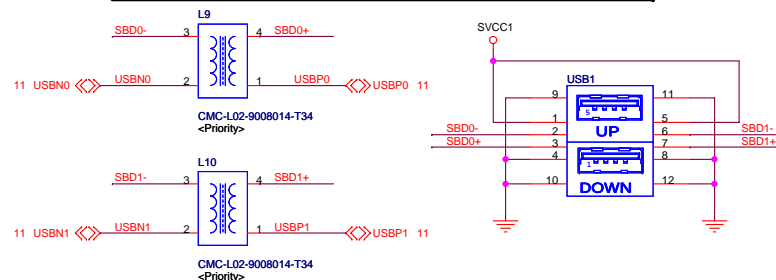 L9
SBD0- 3 4 SBD0+
11 USBN0 USBN0 2 1 USBP0 USBP0 11
CMC-L02-9008014-T34
<Priority>
L10
SBD1- 3 4 SBD1+
11 USBN1 USBN1 2 1 USBP1 USBP1 11
CMC-L02-9008014-T34
<Priority>
SVCC1
USB1
9 11
5
1 5
UP
SBD0- 2 6 SBD1-
SBD0+ 3 7 SBD1+
4 8
1
10 12
DOWN